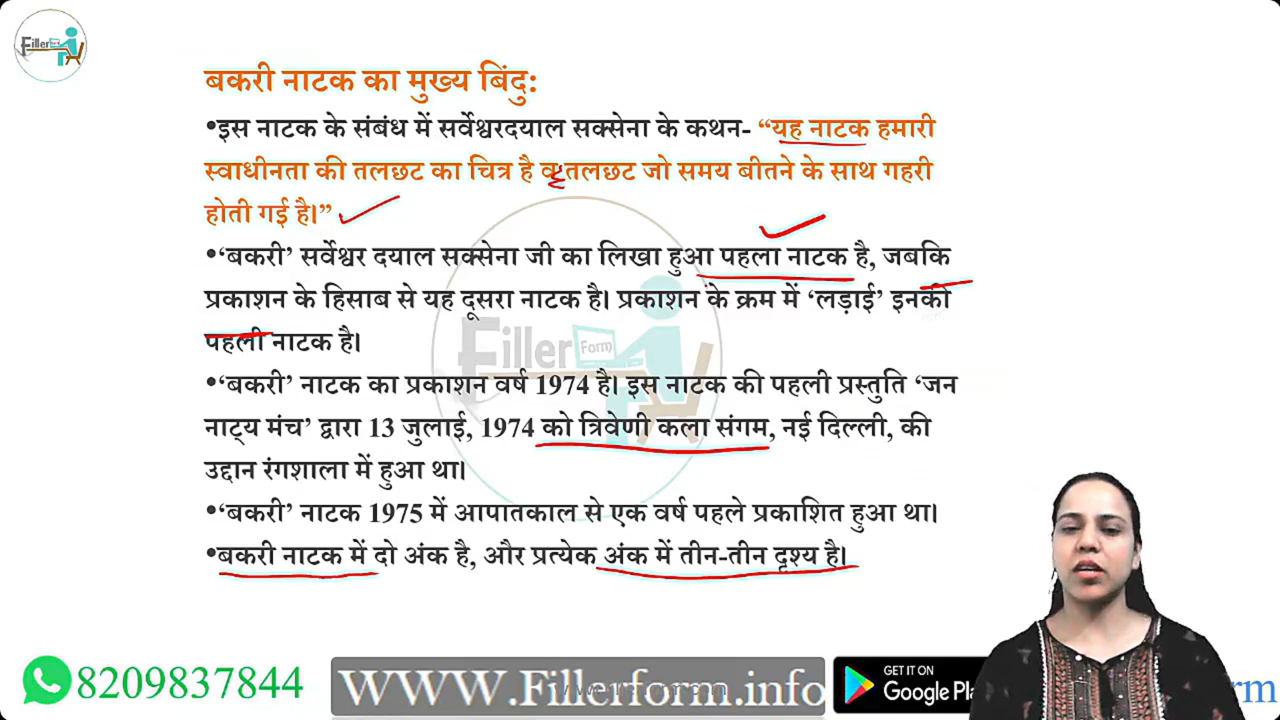 FillerForm
बकरी नाटक का मुख्य बिंदु:
•इस नाटक के संबंध में सर्वेश्वरदयाल सक्सेना के कथन- “यह नाटक हमारी
स्वाधीनता की तलछट का चित्र है व तलछट जो समय बीतने के साथ गहरी
होती गई है।”
•‘बकरी’ सर्वेश्वर दयाल सक्सेना जी का लिखा हुआ पहला नाटक है, जबकि
प्रकाशन के हिसाब से यह दूसरा नाटक है। प्रकाशन के क्रम में ‘लड़ाई’ इनकी
पहली नाटक है।
Filler Form
•‘बकरी’ नाटक का प्रकाशन वर्ष 1974 है। इस नाटक की पहली प्रस्तुति ‘जन
नाट्य मंच’ द्वारा 13 जुलाई, 1974 को त्रिवेणी कला संगम, नई दिल्ली, की
उद्दान रंगशाला में हुआ था।
•‘बकरी’ नाटक 1975 में आपातकाल से एक वर्ष पहले प्रकाशित हुआ था।
•बकरी नाटक में दो अंक है, और प्रत्येक अंक में तीन-तीन दृश्य है।
8209837844
WWW.Fillerform.info
GET IT ON
Google Pla